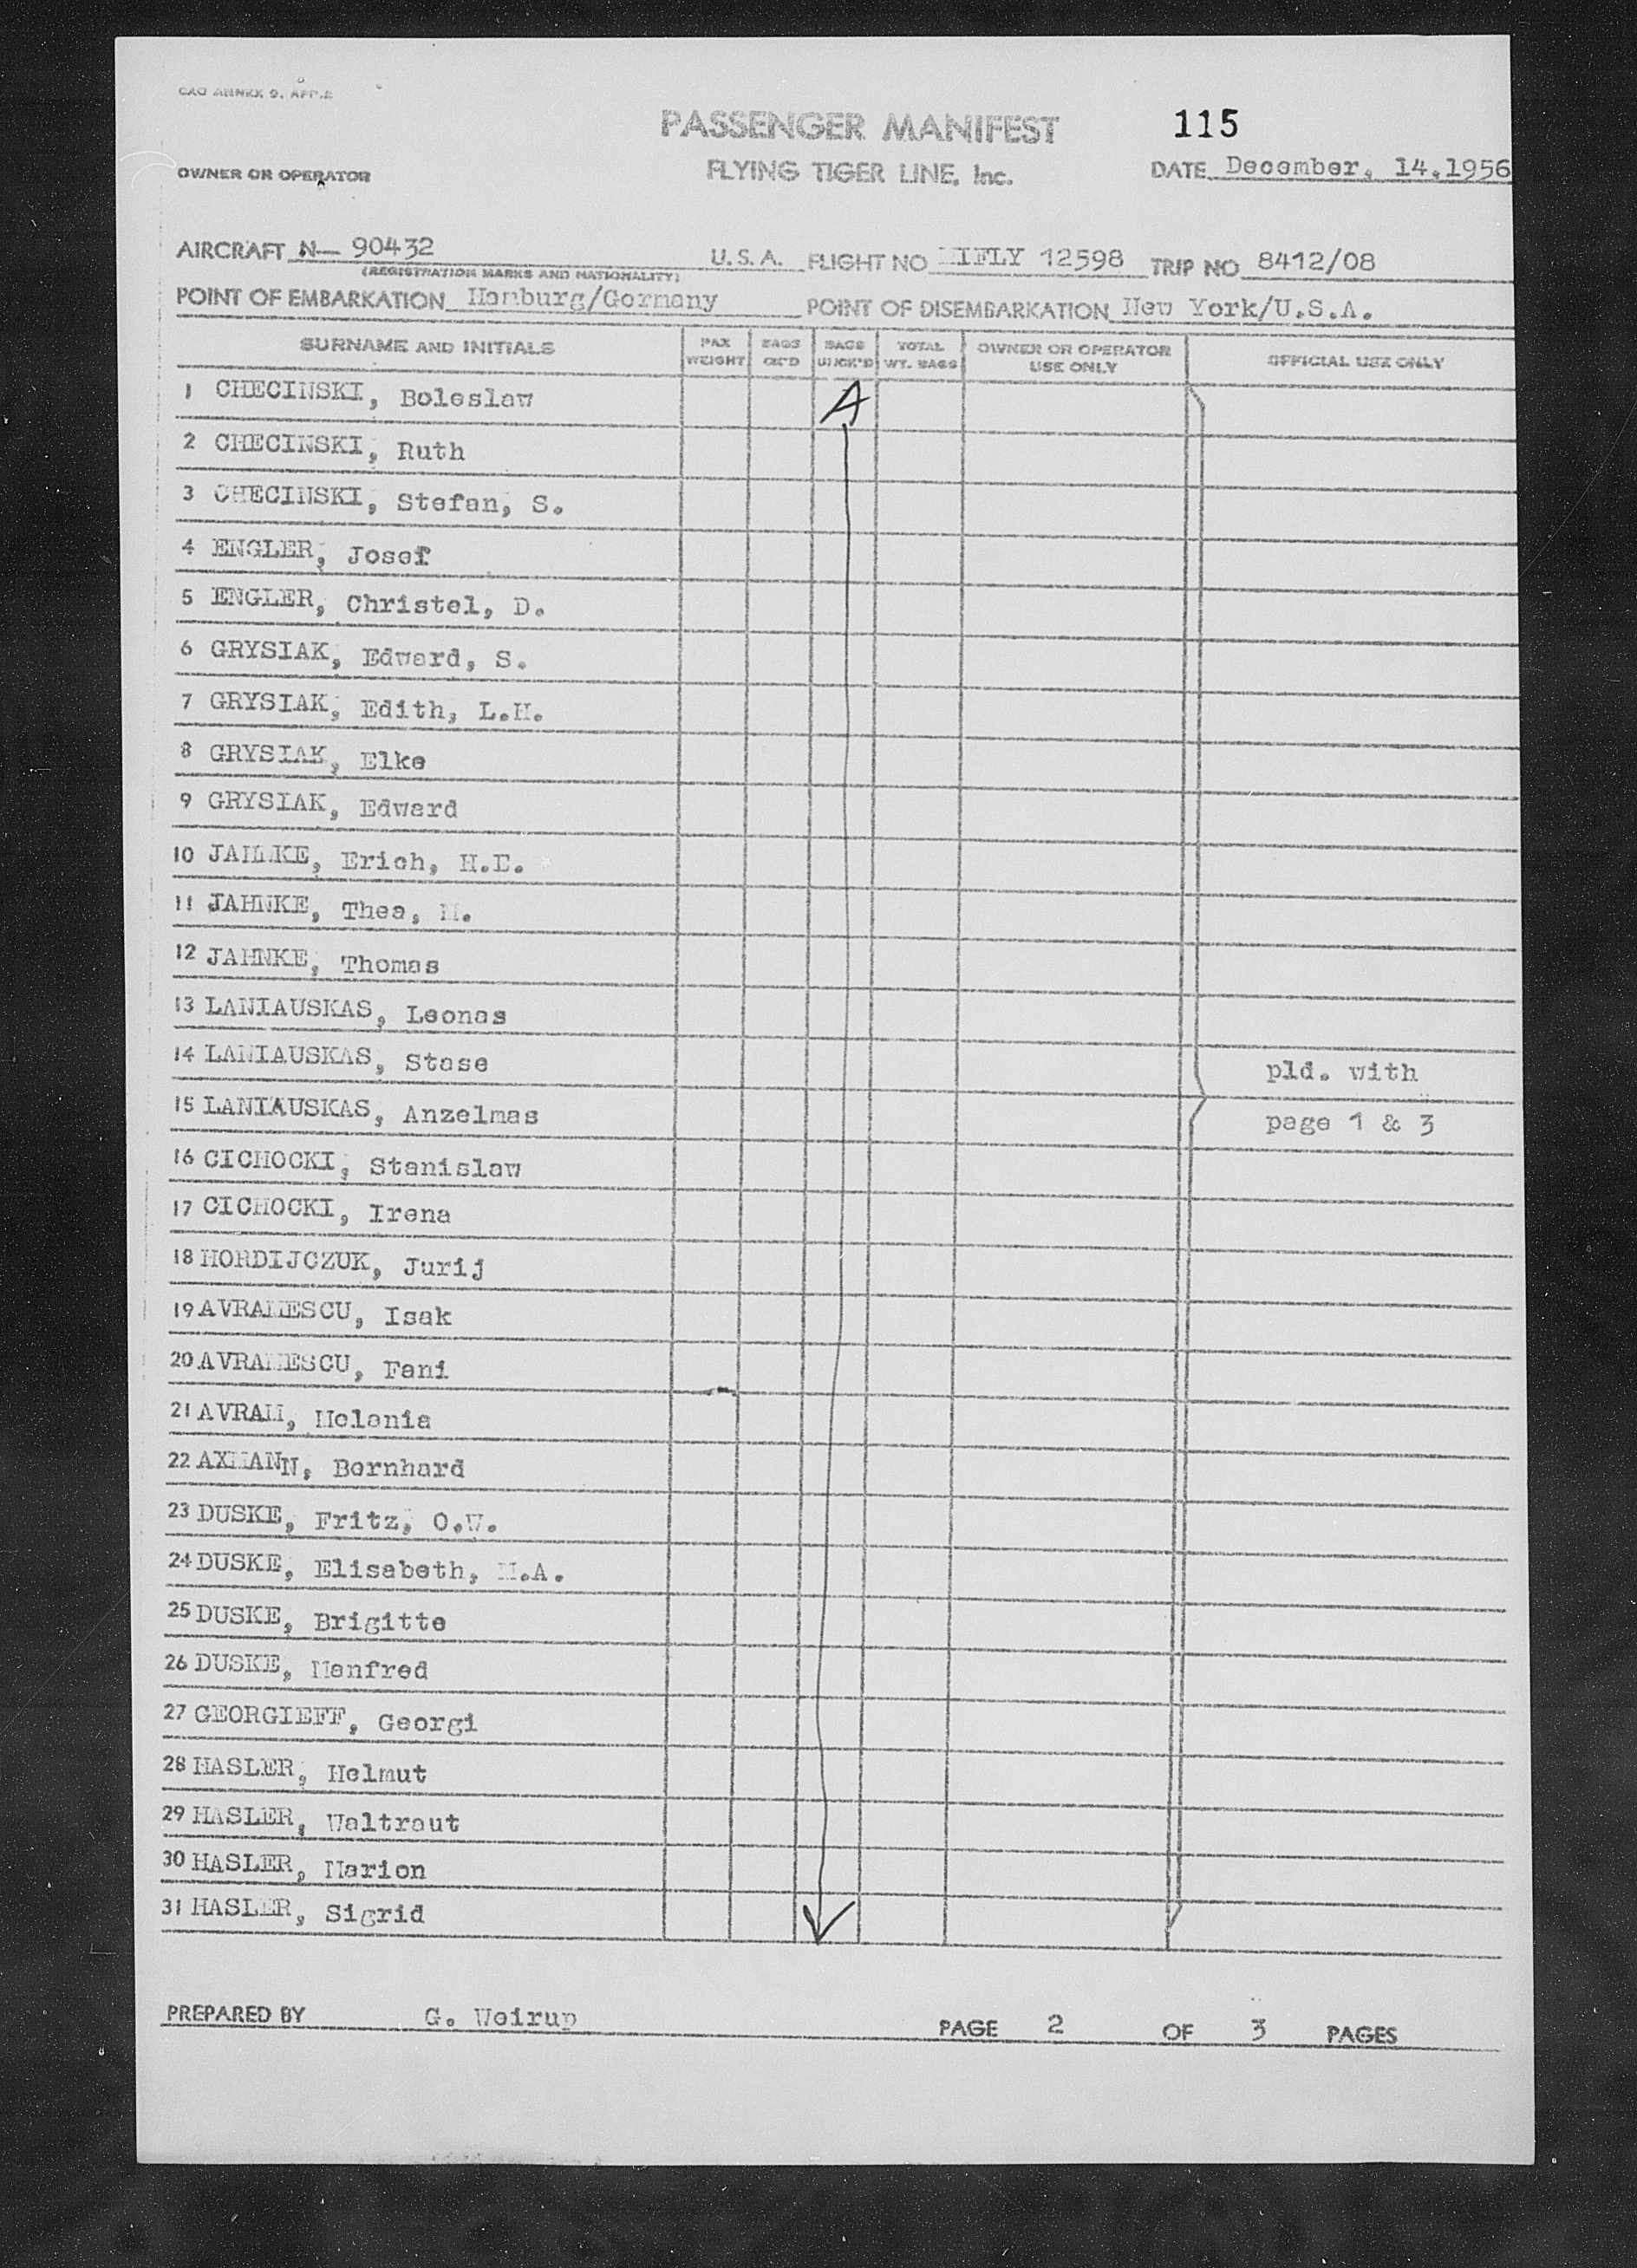 PASSENGER MANIFEST 115
OWNER OR OPERATOR FLYING TIGER LINE, Inc. DATE December, 14.1956
AIRCRAFT N— 90432 U.S.A. FLIGHT NO IFLY 12598 TRIP NO 8412/08
(REGISTRATION MARKS AND NATIONALITY)
POINT OF EMBARKATION Hamburg/Germany POINT OF DISEMBARKATION New York/U.S.A.
SURNAME AND INITIALS PAX WEIGHT BAGS CK'D BAGS UNCK'D TOTAL WT. BAGS OWNER OR OPERATOR USE ONLY OFFICIAL USE ONLY
1 CHECINSKI, Boleslaw A
2 CHECINSKI, Ruth
3 CHECINSKI, Stefan, S.
4 ENGLER, Josef
5 ENGLER, Christel, D.
6 GRYSIAK, Edward, S.
7 GRYSIAK, Edith, L.H.
8 GRYSIAK, Elke
9 GRYSIAK, Edward
10 JAHNKE, Erich, H.E.
11 JAHNKE, Thea, M.
12 JAHNKE, Thomas
13 LANIAUSKAS, Leonas
14 LANIAUSKAS, Stase pld. with
15 LANIAUSKAS, Anzelmas page 1 & 3
16 CICHOCKI, Stanislaw
17 CICHOCKI, Irena
18 HORDIJCZUK, Jurij
19 AVRAMESCU, Isak
20 AVRAMESCU, Fani
21 AVRAM, Melania
22 AXMANN, Bernhard
23 DUSKE, Fritz, O.W.
24 DUSKE, Elisabeth, M.A.
25 DUSKE, Brigitte
26 DUSKE, Manfred
27 GEORGIEFF, Georgi
28 HASLER, Helmut
29 HASLER, Waltraut
30 HASLER, Marion
31 HASLER, Sigrid
PREPARED BY G. Weirup PAGE 2 OF 3 PAGES